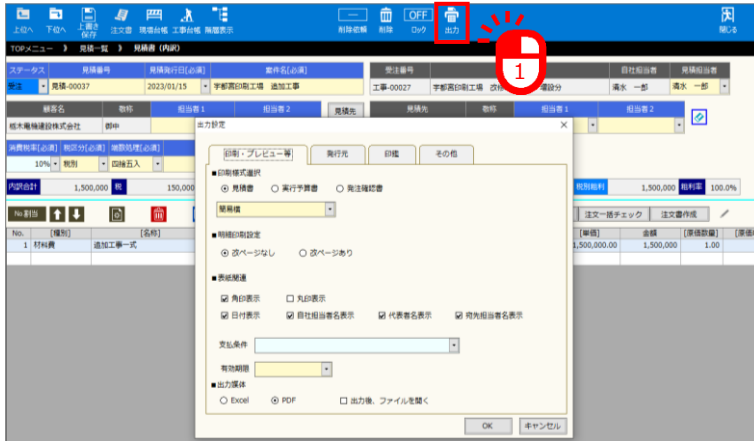 上位へ 下位へ 上書き保存 注文書 現場台帳 工事台帳 階層表示 削除依頼 削除 OFF ロック 出力 閉じる
1
TOPメニュー 》 見積一覧 》 見積書 (内訳)
ステータス 見積番号 見積発行日[必須] 案件名[必須] 受注番号 自社担当者 見積担当者
受注 見積-00037 2023/01/15 宇都宮印刷工場 追加工事 工事-00027 宇都宮印刷工場 清水 一郎 清水 一郎
顧客名 敬称 担当者1 担当者2 見積先 見積先 敬称 担当者1 担当者2
栃木電機建設株式会社 御中
消費税率[必須] 税区分[必須] 端数処理[必須]
10% 税別 四捨五入
内訳合計 1,500,000 税 150,000 税別粗利 1,500,000 粗利率 100.0%
No割当 注文一括チェック 注文書作成
No. [種別] [名称] [単価] 金額 [原価数量]
1 材料費 追加工事一式 1,500,000.00 1,500,000 1.00
出力設定
印刷・プレビュー等 発行元 印鑑 その他
■印刷様式選択
見積書 実行予算書 発注確認書
簡易横
■明細印刷設定
改ページなし 改ページあり
■表紙関連
角印表示 丸印表示
日付表示 自社担当者名表示 代表者名表示 宛先担当者名表示
支払条件
有効期限
■出力媒体
Excel PDF 出力後、ファイルを開く
OK キャンセル